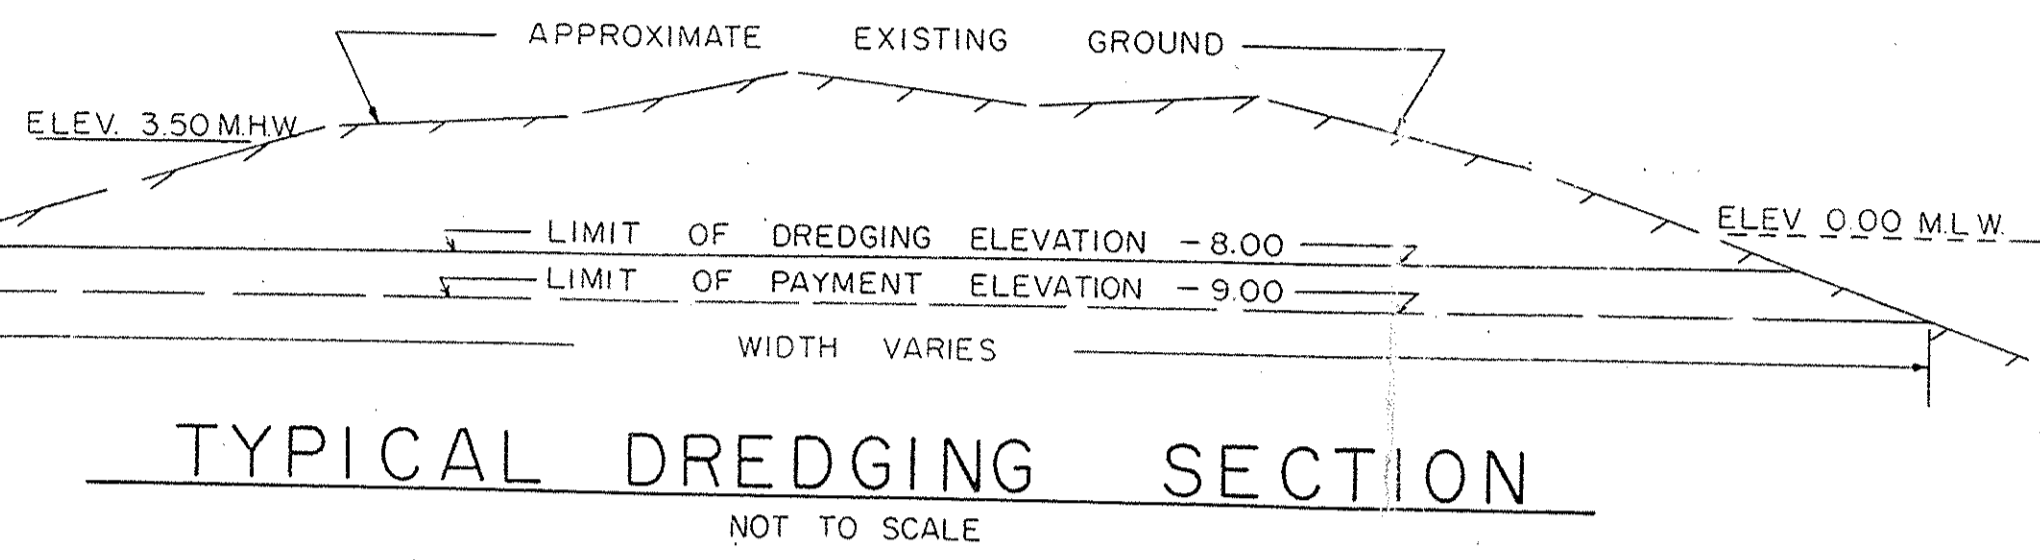 APPROXIMATE EXISTING GROUND
ELEV. 3.50 M.H.W.
ELEV 0.00 M.L.W.
LIMIT OF DREDGING ELEVATION - 8.00
LIMIT OF PAYMENT ELEVATION - 9.00
WIDTH VARIES
TYPICAL DREDGING SECTION
NOT TO SCALE